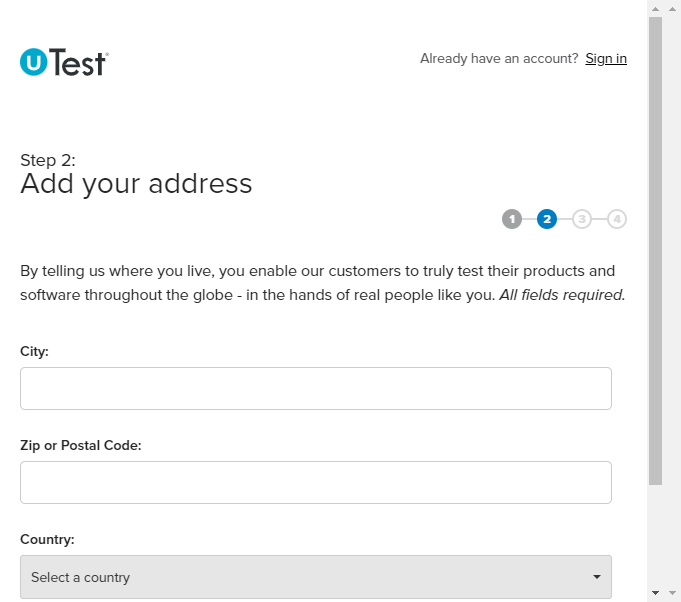 uTest
Already have an account? Sign in
Step 2:
Add your address
1 2 3 4
By telling us where you live, you enable our customers to truly test their products and
software throughout the globe - in the hands of real people like you. All fields required.
City:
Zip or Postal Code:
Country:
Select a country